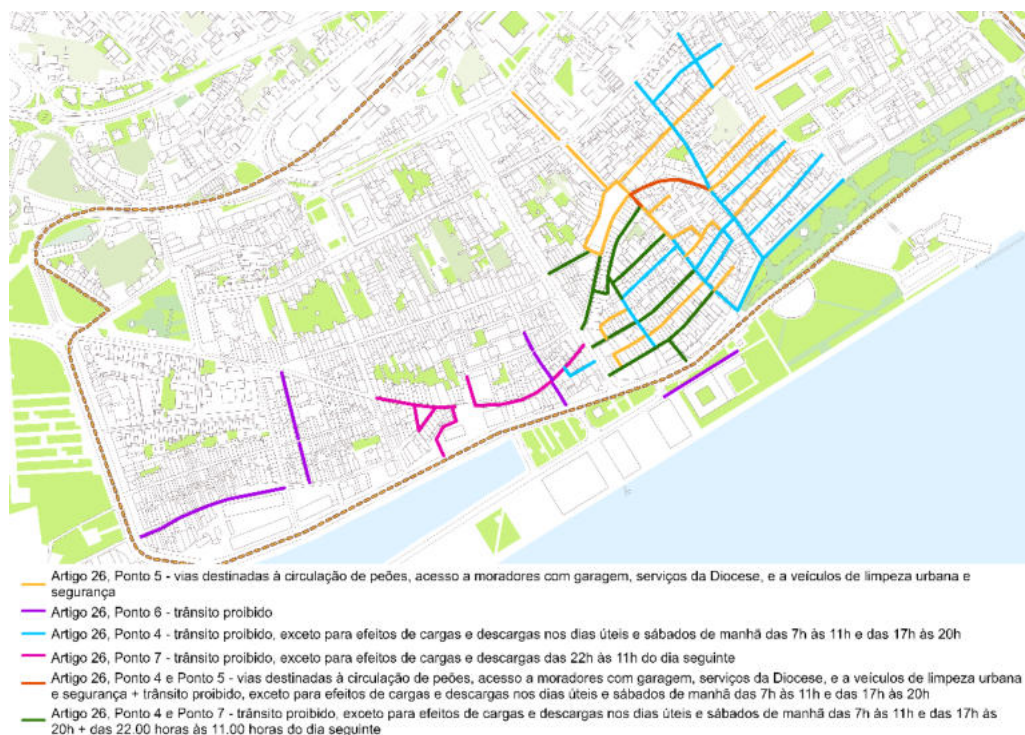 Artigo 26, Ponto 5 - vias destinadas à circulação de peões, acesso a moradores com garagem, serviços da Diocese, e a veículos de limpeza urbana e
segurança
Artigo 26, Ponto 6 - trânsito proibido
Artigo 26, Ponto 4 - trânsito proibido, exceto para efeitos de cargas e descargas nos dias úteis e sábados de manhã das 7h às 11h e das 17h às 20h
Artigo 26, Ponto 7 - trânsito proibido, exceto para efeitos de cargas e descargas das 22h às 11h do dia seguinte
Artigo 26, Ponto 4 e Ponto 5 - vias destinadas à circulação de peões, acesso a moradores com garagem, serviços da Diocese, e a veículos de limpeza urbana
e segurança + trânsito proibido, exceto para efeitos de cargas e descargas nos dias úteis e sábados de manhã das 7h às 11h e das 17h às 20h
Artigo 26, Ponto 4 e Ponto 7 - trânsito proibido, exceto para efeitos de cargas e descargas nos dias úteis e sábados de manhã das 7h às 11h e das 17h às
20h + das 22.00 horas às 11.00 horas do dia seguinte